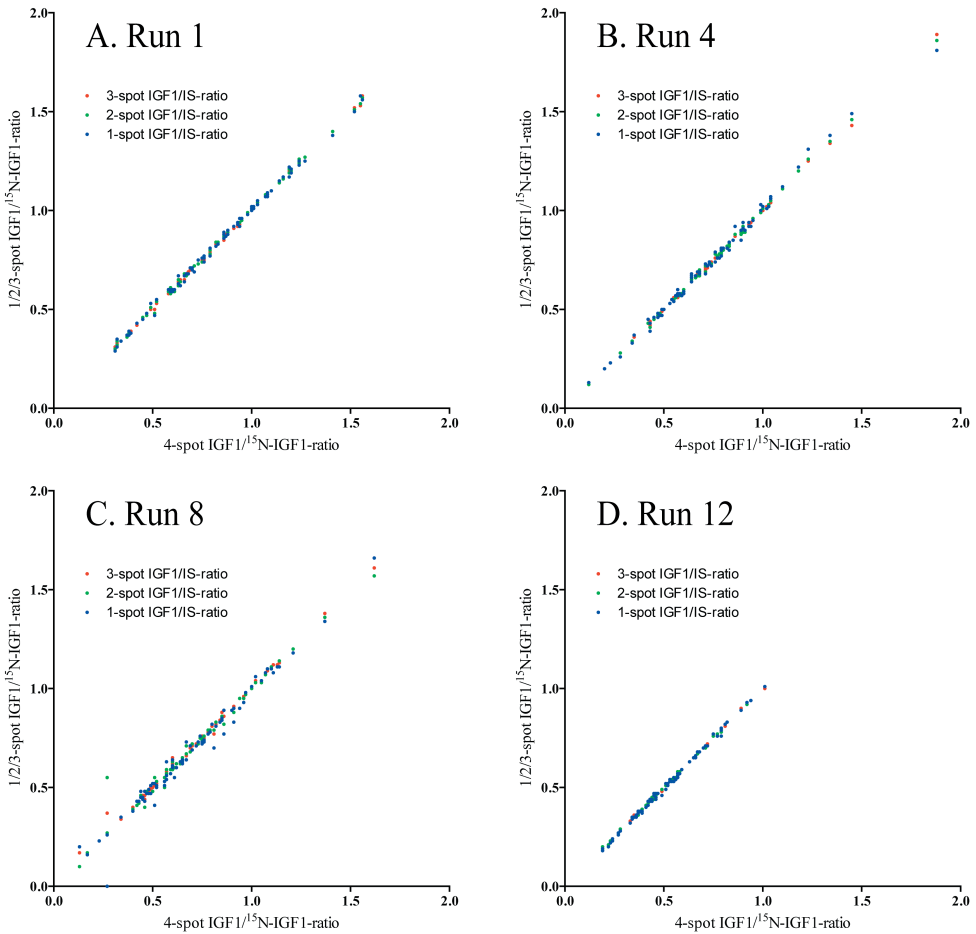 A. Run 1
2.0
1.5
1.0
0.5
0.0
1/2/3-spot IGF1/¹⁵N-IGF1-ratio
3-spot IGF1/IS-ratio
2-spot IGF1/IS-ratio
1-spot IGF1/IS-ratio
0.0 0.5 1.0 1.5 2.0
4-spot IGF1/¹⁵N-IGF1-ratio
B. Run 4
2.0
1.5
1.0
0.5
0.0
1/2/3-spot IGF1/¹⁵N-IGF1-ratio
3-spot IGF1/IS-ratio
2-spot IGF1/IS-ratio
1-spot IGF1/IS-ratio
0.0 0.5 1.0 1.5 2.0
4-spot IGF1/¹⁵N-IGF1-ratio
C. Run 8
2.0
1.5
1.0
0.5
0.0
1/2/3-spot IGF1/¹⁵N-IGF1-ratio
3-spot IGF1/IS-ratio
2-spot IGF1/IS-ratio
1-spot IGF1/IS-ratio
0.0 0.5 1.0 1.5 2.0
4-spot IGF1/¹⁵N-IGF1-ratio
D. Run 12
2.0
1.5
1.0
0.5
0.0
1/2/3-spot IGF1/¹⁵N-IGF1-ratio
3-spot IGF1/IS-ratio
2-spot IGF1/IS-ratio
1-spot IGF1/IS-ratio
0.0 0.5 1.0 1.5 2.0
4-spot IGF1/¹⁵N-IGF1-ratio